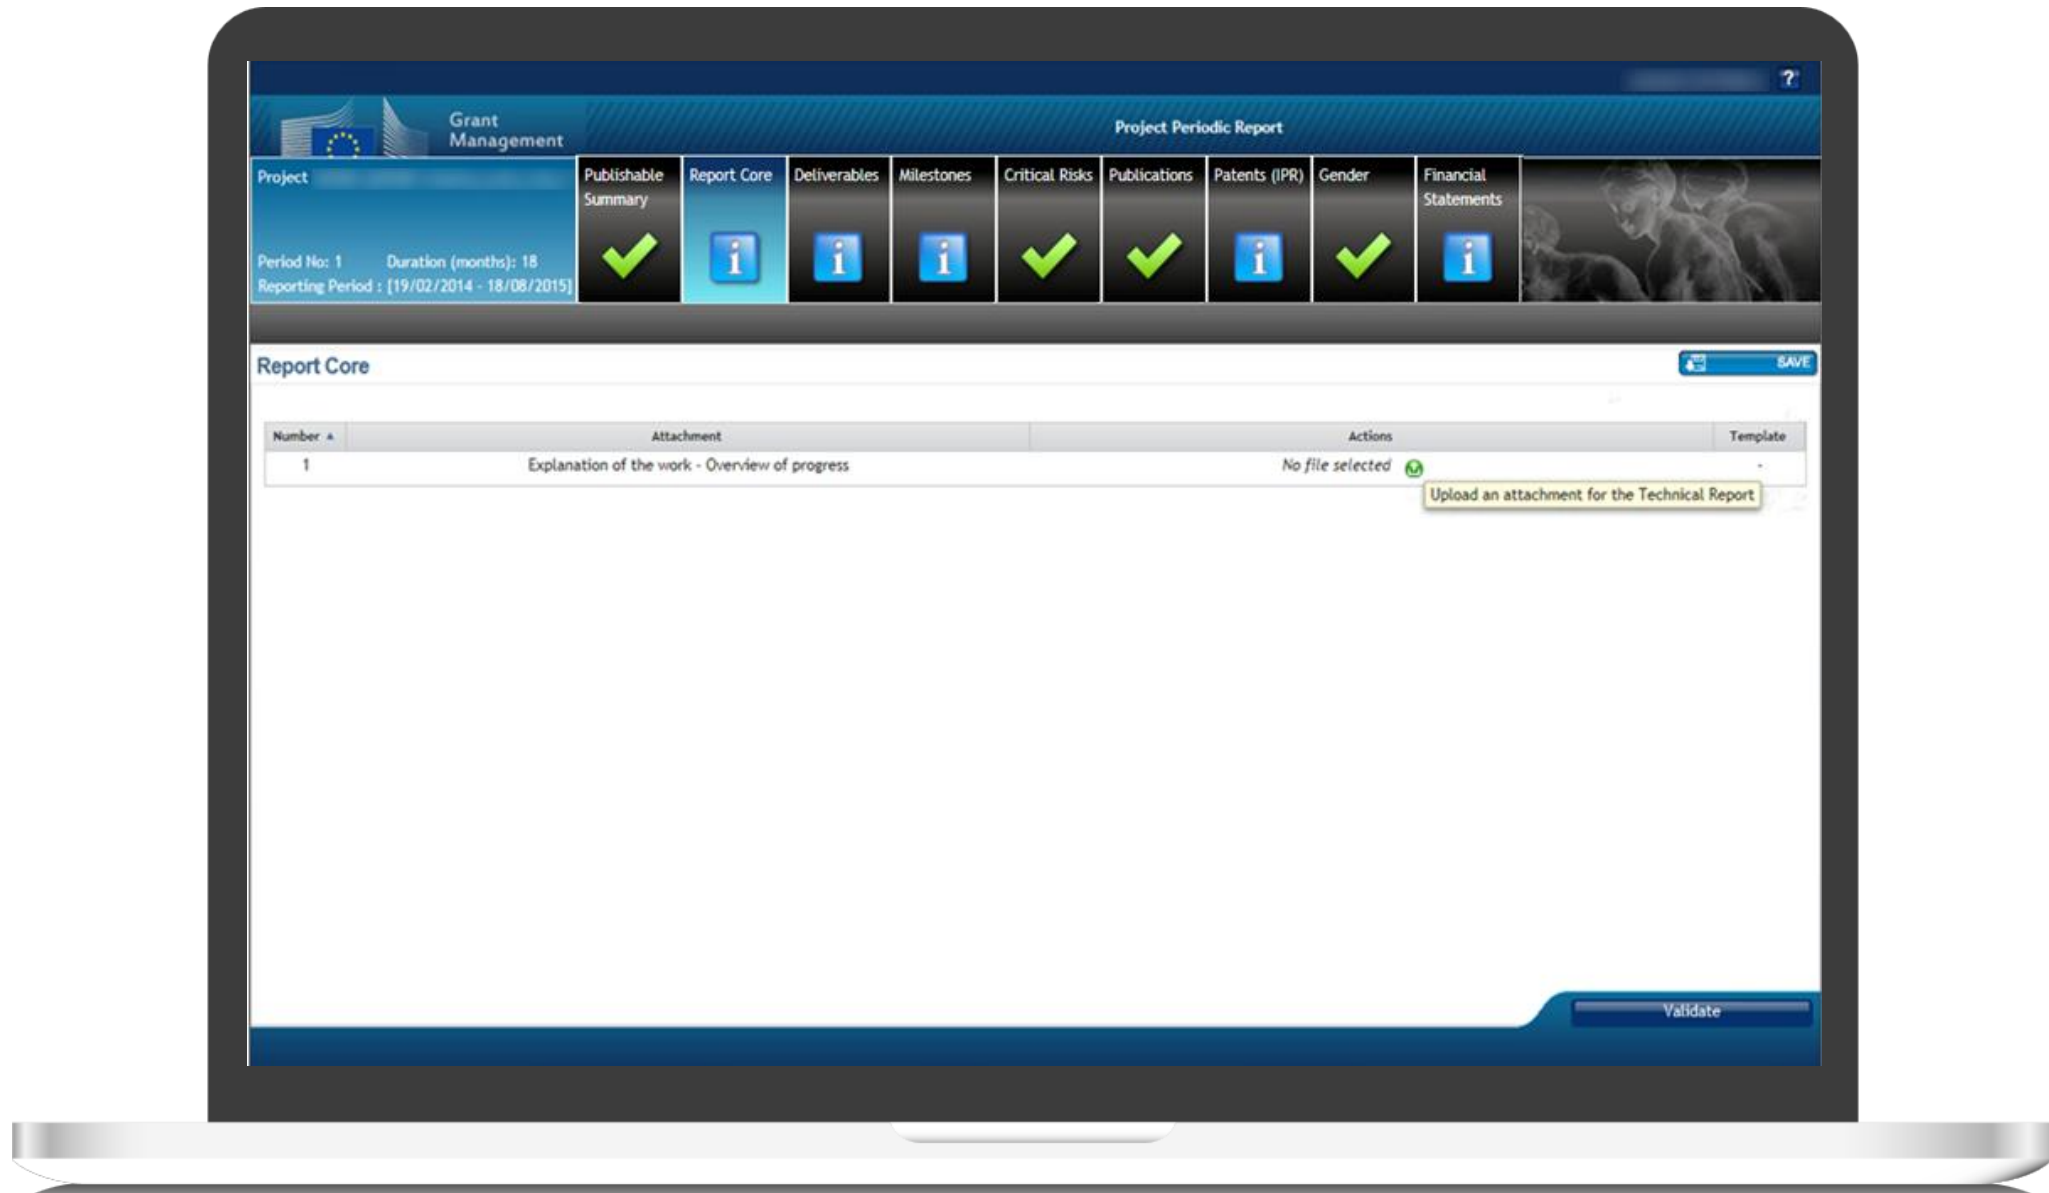 ?
Grant
Management
Project Periodic Report
Project
Period No: 1 Duration (months): 18
Reporting Period : [19/02/2014 - 18/08/2015]
Publishable
Summary
Report Core
Deliverables
Milestones
Critical Risks
Publications
Patents (IPR)
Gender
Financial
Statements
Report Core
SAVE
Number Attachment Actions Template
1 Explanation of the work - Overview of progress No file selected -
Upload an attachment for the Technical Report
Validate